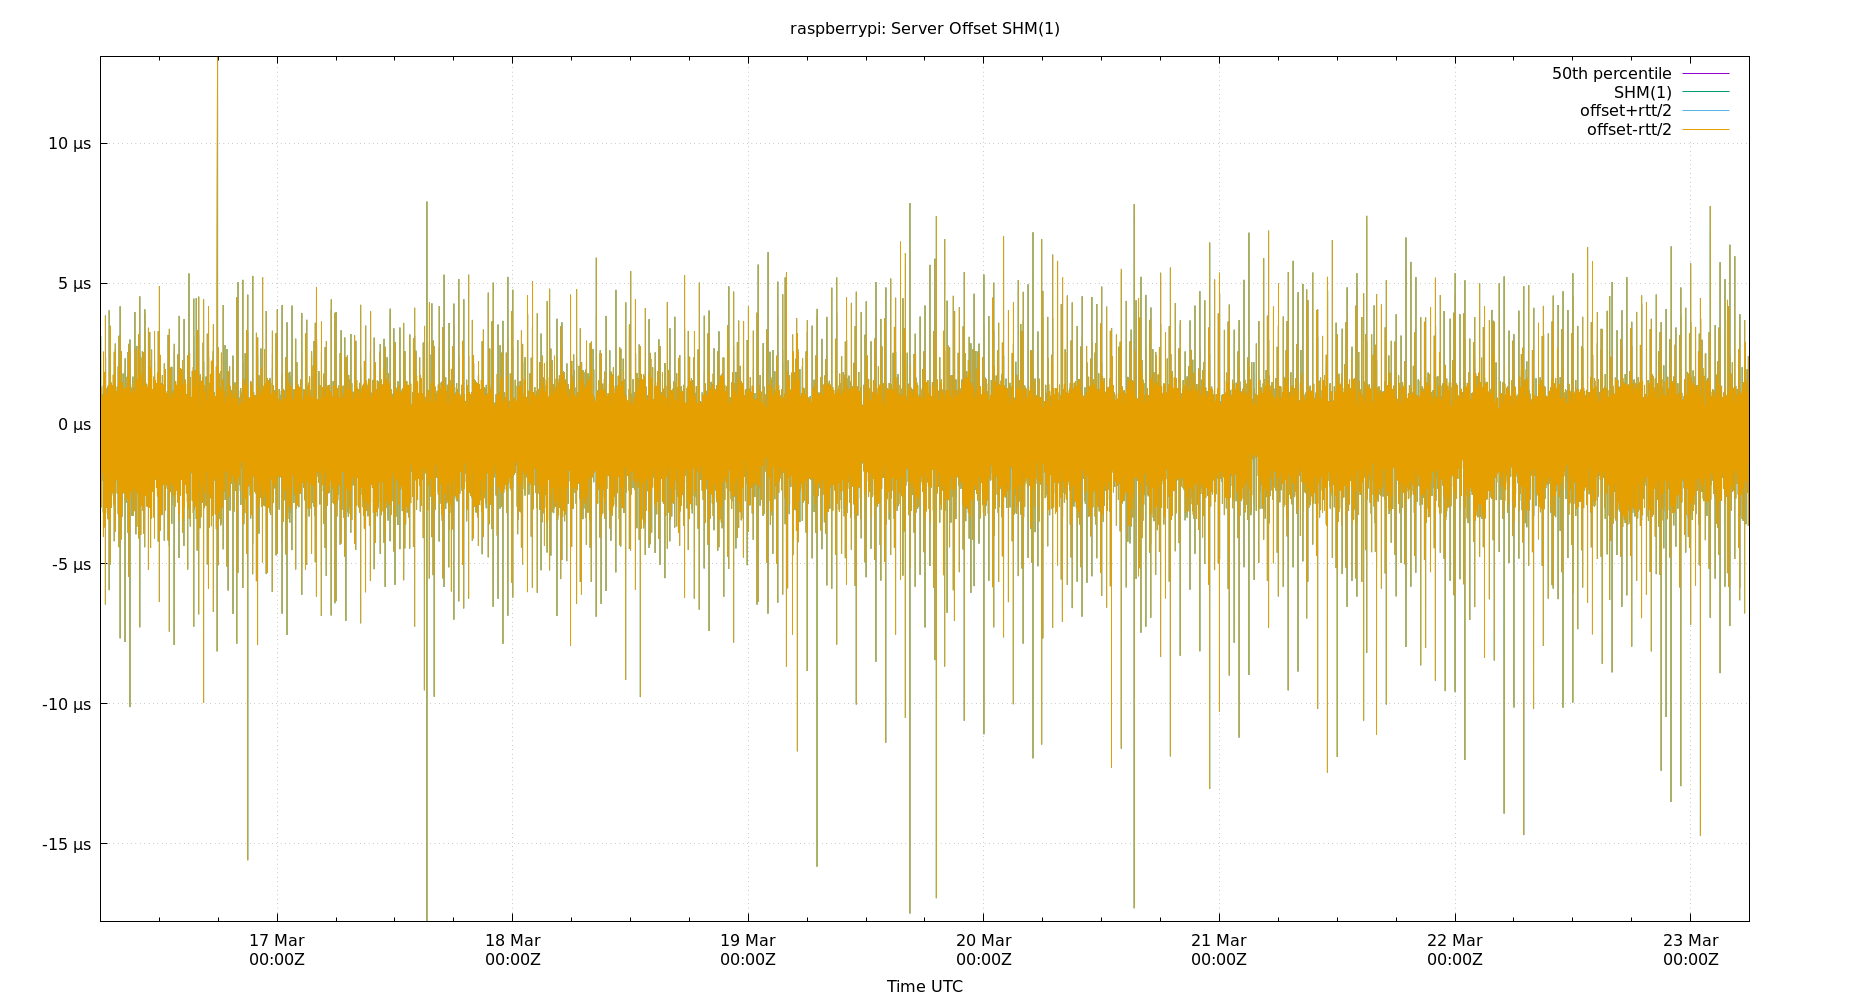 raspberrypi: Server Offset SHM(1)
50th percentile
SHM(1)
offset+rtt/2
offset-rtt/2
10 µs
5 µs
0 µs
-5 µs
-10 µs
-15 µs
17 Mar 18 Mar 19 Mar 20 Mar 21 Mar 22 Mar 23 Mar
00:00Z 00:00Z 00:00Z 00:00Z 00:00Z 00:00Z 00:00Z
Time UTC